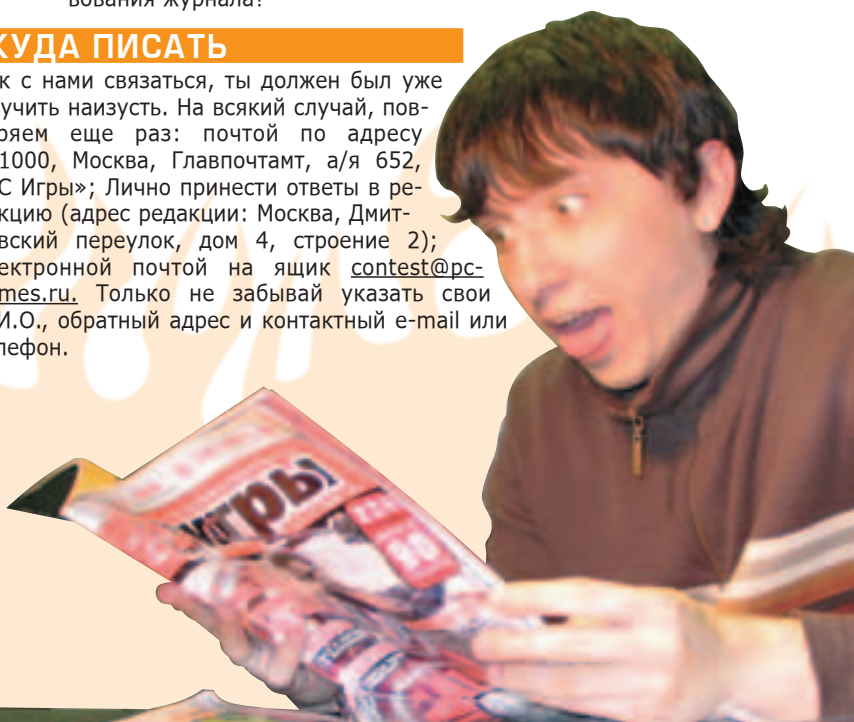 вования журнала!
КУДА ПИСАТЬ
к с нами связаться, ты должен был уже
учить наизусть. На всякий случай, пов-
ряем еще раз: почтой по адресу
1000, Москва, Главпочтамт, а/я 652,
С Игры»; Лично принести ответы в ре-
кцию (адрес редакции: Москва, Дмит-
вский переулок, дом 4, строение 2);
ектронной почтой на ящик contest@pc-
mes.ru. Только не забывай указать свои
И.О., обратный адрес и контактный e-mail или
лефон.
игры